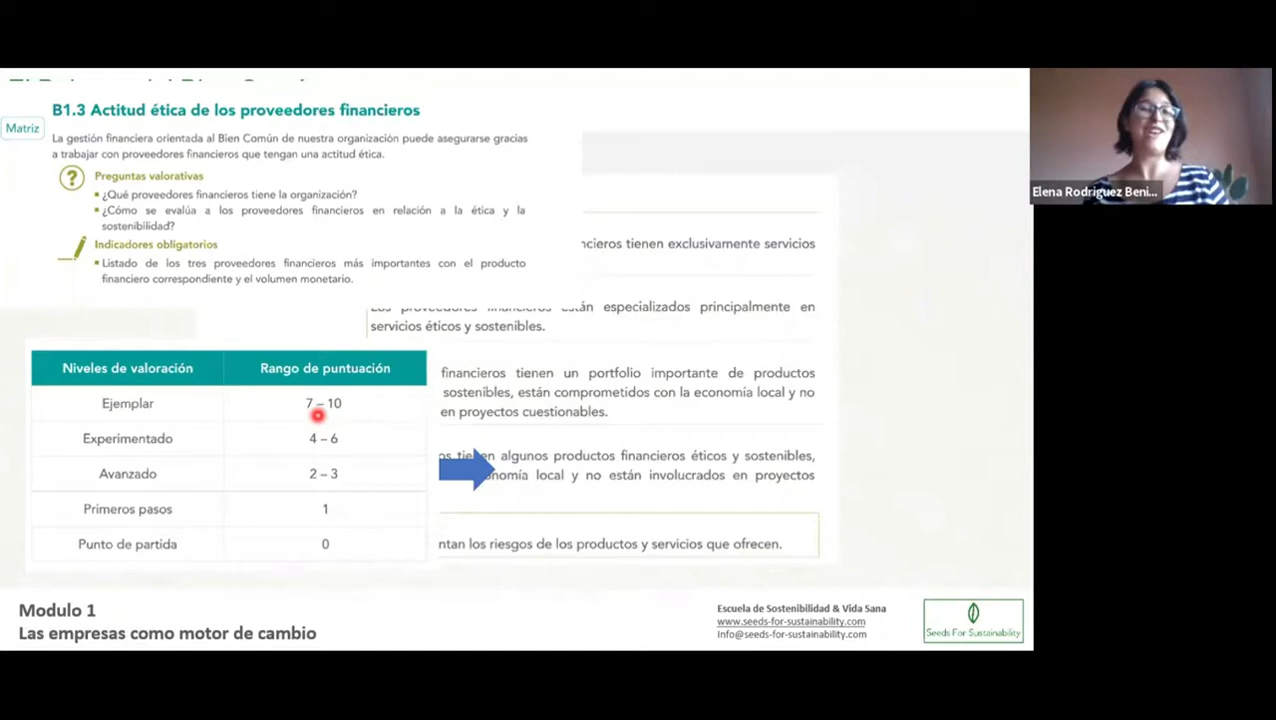 B1.3 Actitud ética de los proveedores financieros
Matriz
La gestión financiera orientada al Bien Común de nuestra organización puede asegurarse gracias
a trabajar con proveedores financieros que tengan una actitud ética.
?
Preguntas valorativas
▪ ¿Qué proveedores financieros tiene la organización?
▪ ¿Cómo se evalúa a los proveedores financieros en relación a la ética y la
sostenibilidad?
Indicadores obligatorios
▪ Listado de los tres proveedores financieros más importantes con el producto
financiero correspondiente y el volumen monetario.
tienen exclusivamente servicios
Los proveedores financieros están especializados principalmente en
servicios éticos y sostenibles.
financieros tienen un portfolio importante de productos
sostenibles, están comprometidos con la economía local y no
en proyectos cuestionables.
tienen algunos productos financieros éticos y sostenibles,
local y no están involucrados en proyectos
los riesgos de los productos y servicios que ofrecen.
Niveles de valoración Rango de puntuación
Ejemplar 7 – 10
Experimentado 4 – 6
Avanzado 2 – 3
Primeros pasos 1
Punto de partida 0
Modulo 1
Las empresas como motor de cambio
Escuela de Sostenibilidad & Vida Sana
www.seeds-for-sustainability.com
Info@seeds-for-sustainability.com
Seeds For Sustainability
Elena Rodriguez Beni...